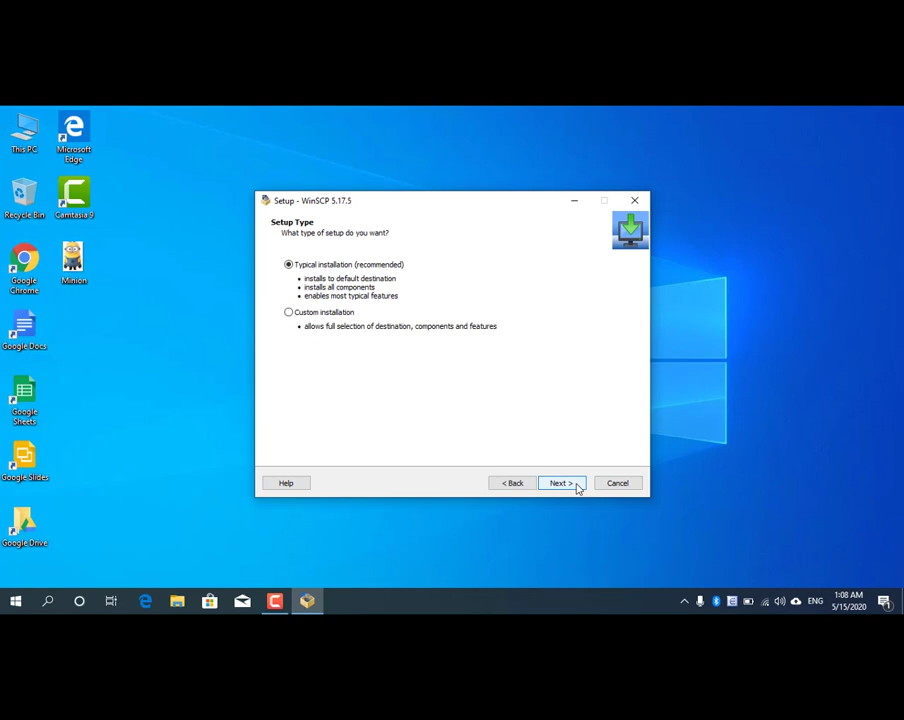 This PC
Microsoft
Edge
Recycle Bin
Camtasia 9
Google
Chrome
Minion
Google Docs
Google
Sheets
Google Slides
Google Drive
Setup - WinSCP 5.17.5
Setup Type
What type of setup do you want?
Typical installation (recommended)
• installs to default destination
• installs all components
• enables most typical features
Custom installation
• allows full selection of destination, components and features
Help
< Back
Next >
Cancel
ENG
1:08 AM
5/15/2020
1